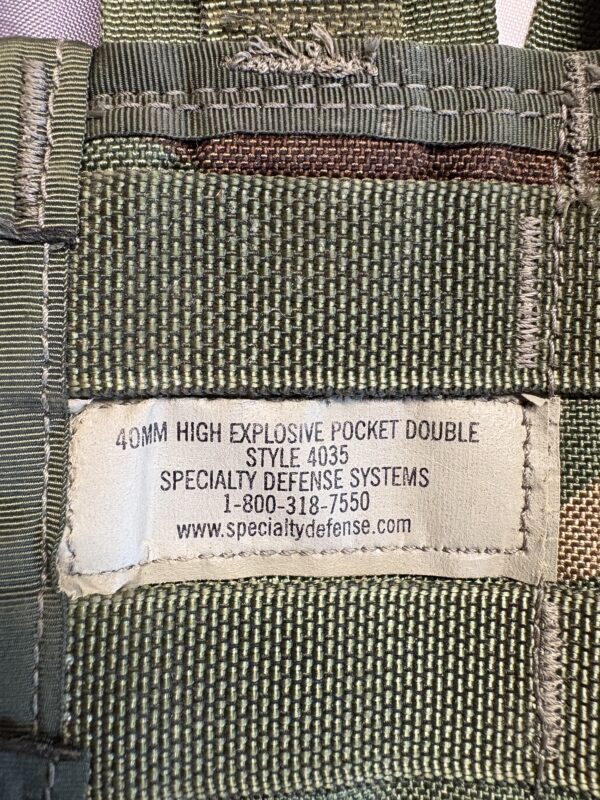 40MM HIGH EXPLOSIVE POCKET DOUBLE
STYLE 4035
SPECIALTY DEFENSE SYSTEMS
1-800-318-7550
www.specialtydefense.com